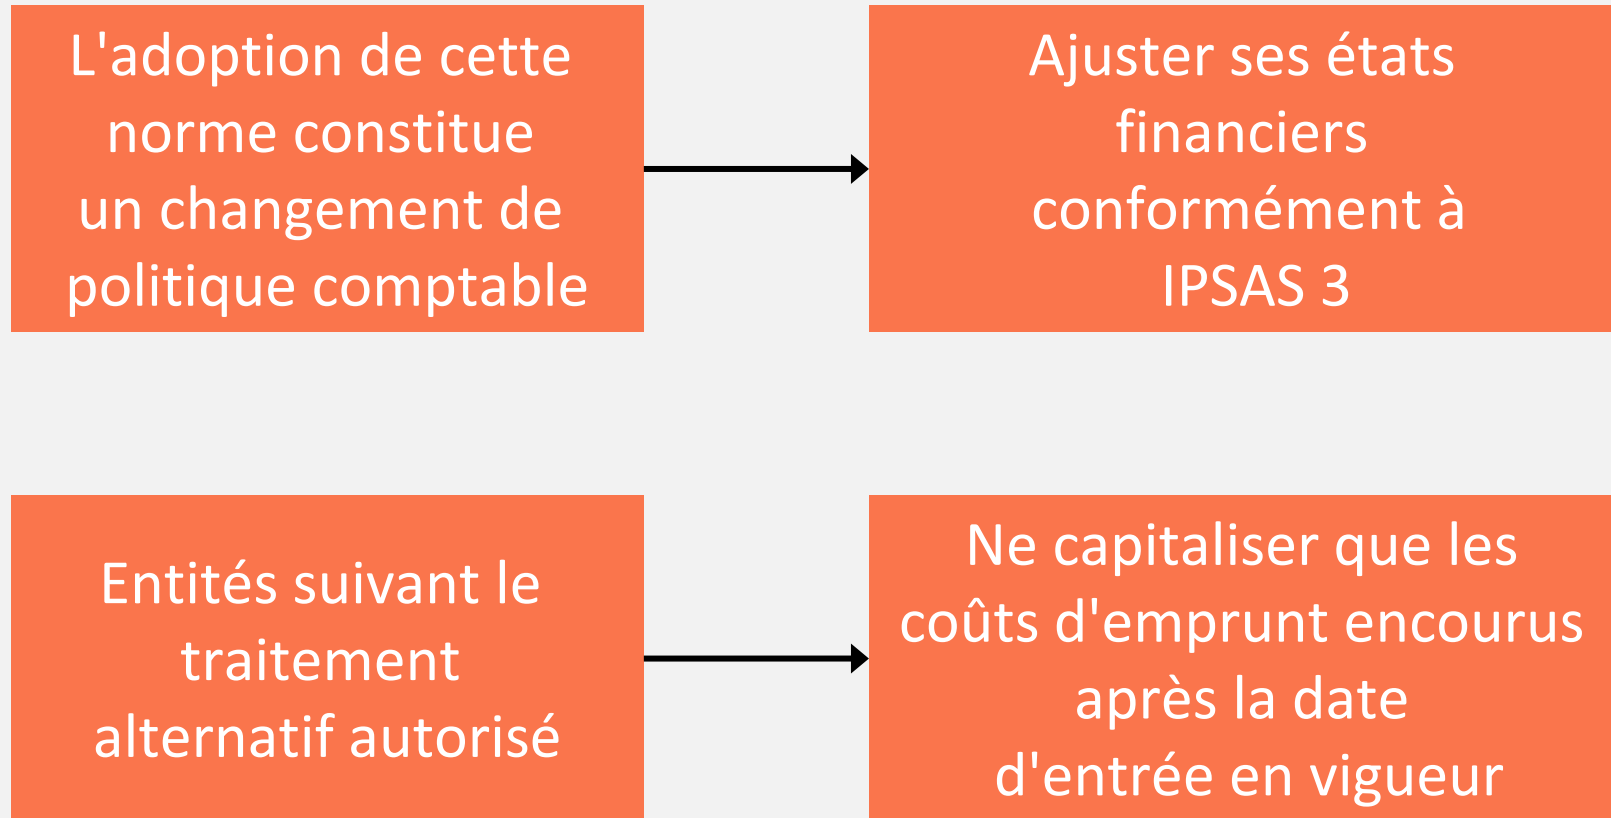 L'adoption de cette
norme constitue
un changement de
politique comptable
Ajuster ses états
financiers
conformément à
IPSAS 3
Entités suivant le
traitement
alternatif autorisé
Ne capitaliser que les
coûts d'emprunt encourus
après la date
d'entrée en vigueur